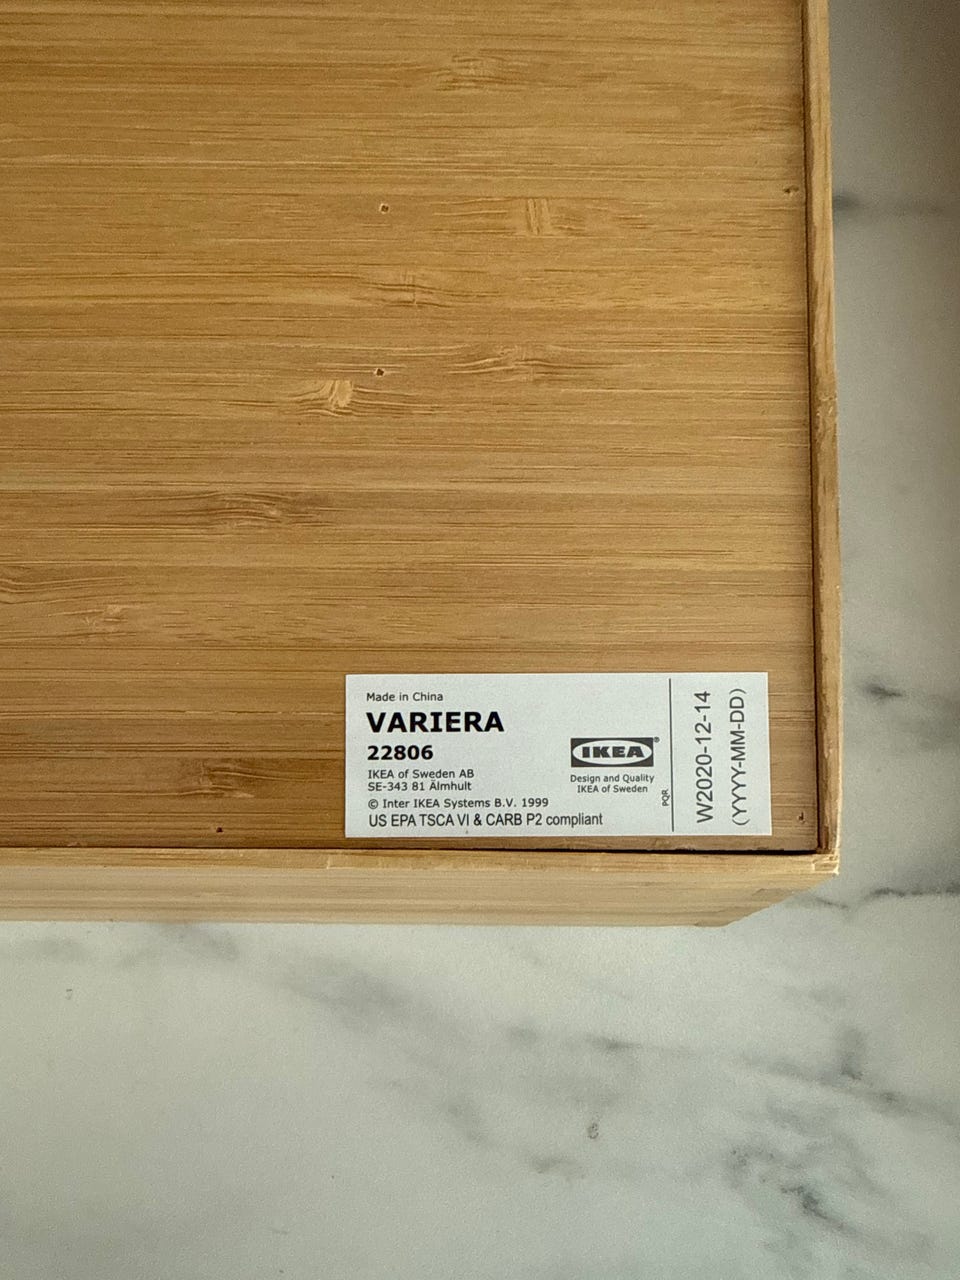 Made in China
VARIERA
22806
IKEA of Sweden AB
SE-343 81 Älmhult
© Inter IKEA Systems B.V. 1999
US EPA TSCA VI & CARB P2 compliant
IKEA®
Design and Quality
IKEA of Sweden
PQR
W2020-12-14
(YYYY-MM-DD)